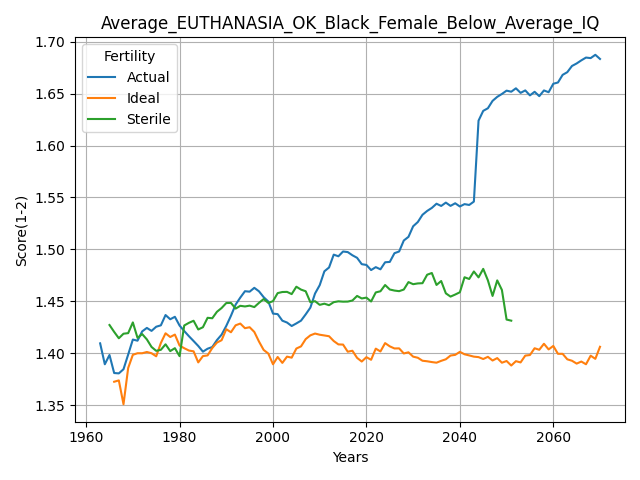 Average_EUTHANASIA_OK_Black_Female_Below_Average_IQ
Fertility
Actual
Ideal
Sterile
Score(1-2)
1.70
1.65
1.60
1.55
1.50
1.45
1.40
1.35
1960
1980
2000
2020
2040
2060
Years